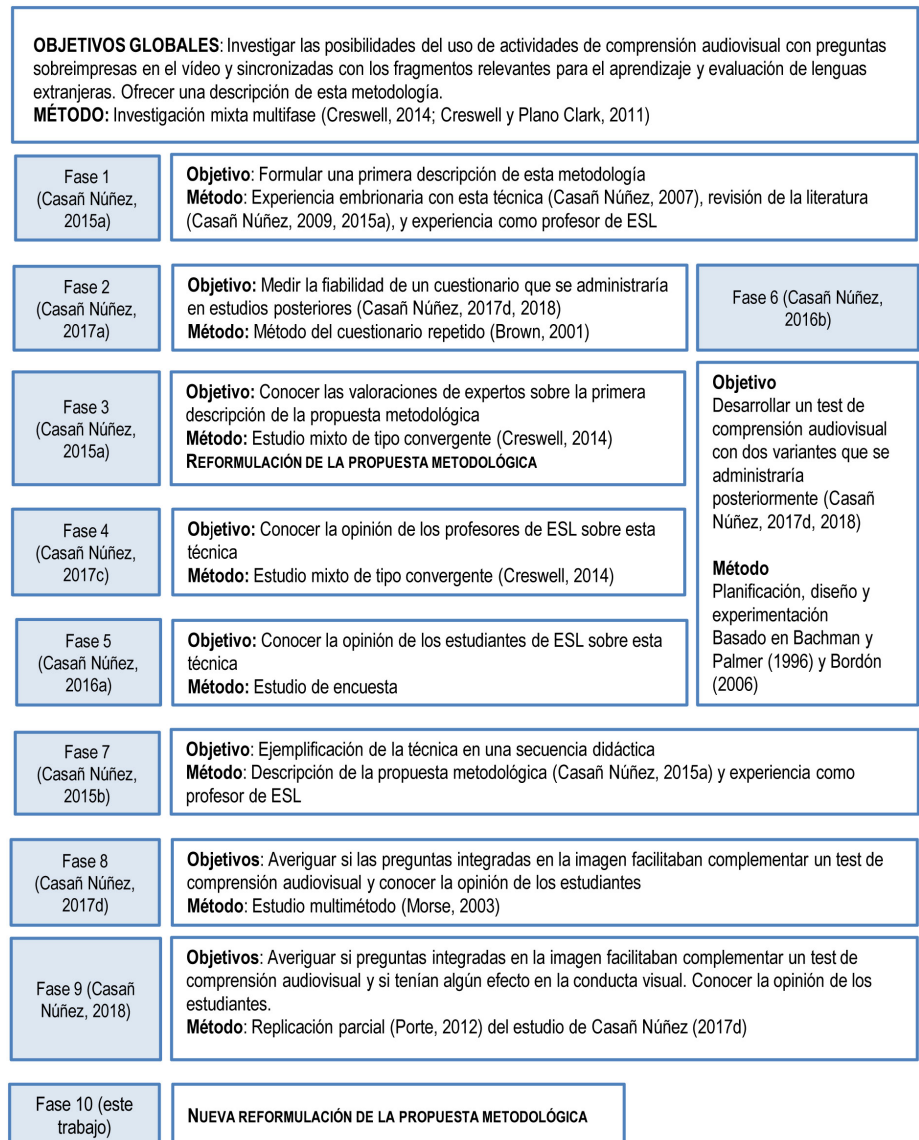 OBJETIVOS GLOBALES: Investigar las posibilidades del uso de actividades de comprensión audiovisual con preguntas
sobreimpresas en el vídeo y sincronizadas con los fragmentos relevantes para el aprendizaje y evaluación de lenguas
extranjeras. Ofrecer una descripción de esta metodología.
MÉTODO: Investigación mixta multifase (Creswell, 2014; Creswell y Plano Clark, 2011)
Fase 1
(Casañ Núñez,
2015a)
Objetivo: Formular una primera descripción de esta metodología
Método: Experiencia embrionaria con esta técnica (Casañ Núñez, 2007), revisión de la literatura
(Casañ Núñez, 2009, 2015a), y experiencia como profesor de ESL
Fase 2
(Casañ Núñez,
2017a)
Objetivo: Medir la fiabilidad de un cuestionario que se administraría
en estudios posteriores (Casañ Núñez, 2017d, 2018)
Método: Método del cuestionario repetido (Brown, 2001)
Fase 6 (Casañ Núñez,
2016b)
Objetivo
Desarrollar un test de
comprensión audiovisual
con dos variantes que se
administraría
posteriormente (Casañ
Núñez, 2017d, 2018)
Método
Planificación, diseño y
experimentación
Basado en Bachman y
Palmer (1996) y Bordón
(2006)
Fase 3
(Casañ Núñez,
2015a)
Objetivo: Conocer las valoraciones de expertos sobre la primera
descripción de la propuesta metodológica
Método: Estudio mixto de tipo convergente (Creswell, 2014)
REFORMULACIÓN DE LA PROPUESTA METODOLÓGICA
Fase 4
(Casañ Núñez,
2017c)
Objetivo: Conocer la opinión de los profesores de ESL sobre esta
técnica
Método: Estudio mixto de tipo convergente (Creswell, 2014)
Fase 5
(Casañ Núñez,
2016a)
Objetivo: Conocer la opinión de los estudiantes de ESL sobre esta
técnica
Método: Estudio de encuesta
Fase 7
(Casañ Núñez,
2015b)
Objetivo: Ejemplificación de la técnica en una secuencia didáctica
Método: Descripción de la propuesta metodológica (Casañ Núñez, 2015a) y experiencia como
profesor de ESL
Fase 8
(Casañ Núñez,
2017d)
Objetivos: Averiguar si las preguntas integradas en la imagen facilitaban complementar un test de
comprensión audiovisual y conocer la opinión de los estudiantes
Método: Estudio multimétodo (Morse, 2003)
Fase 9 (Casañ
Núñez, 2018)
Objetivos: Averiguar si preguntas integradas en la imagen facilitaban complementar un test de
comprensión audiovisual y si tenían algún efecto en la conducta visual. Conocer la opinión de los
estudiantes.
Método: Replicación parcial (Porte, 2012) del estudio de Casañ Núñez (2017d)
Fase 10 (este
trabajo)
NUEVA REFORMULACIÓN DE LA PROPUESTA METODOLÓGICA